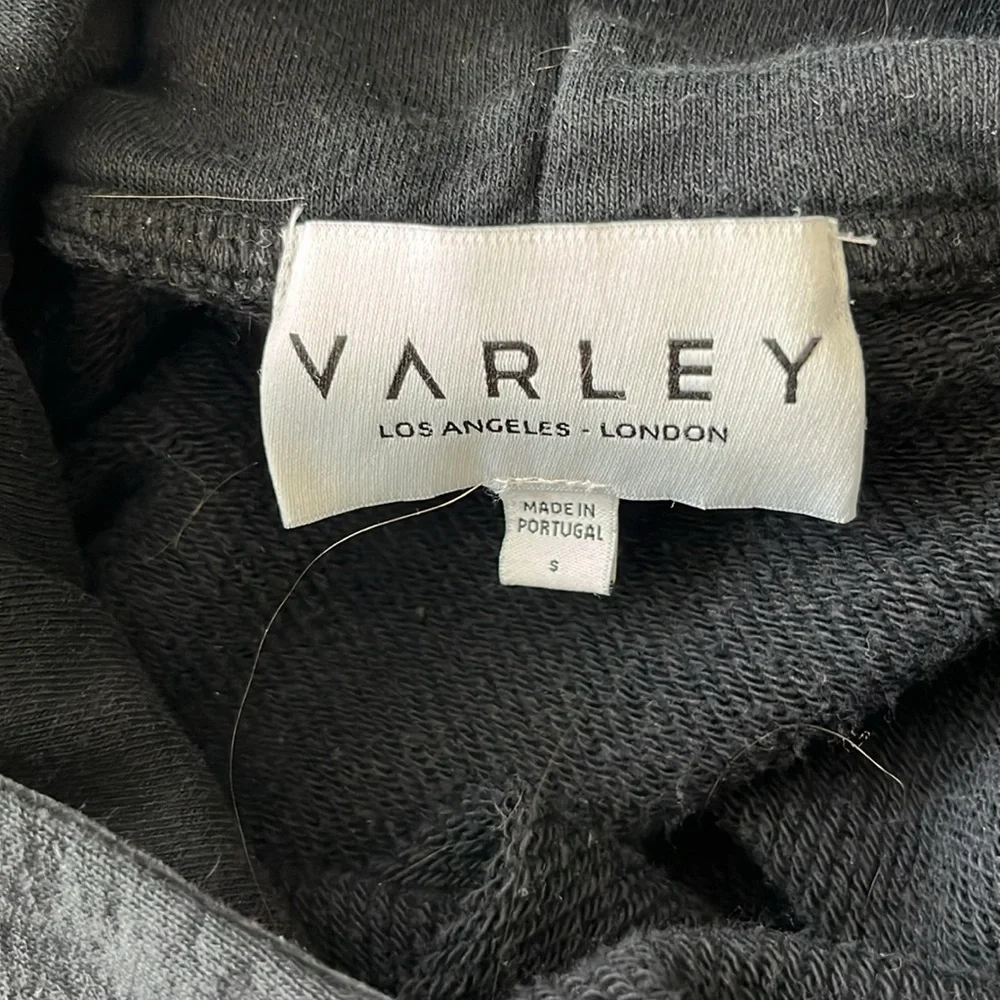 VARLEY
LOS ANGELES - LONDON
MADE IN
PORTUGAL
S